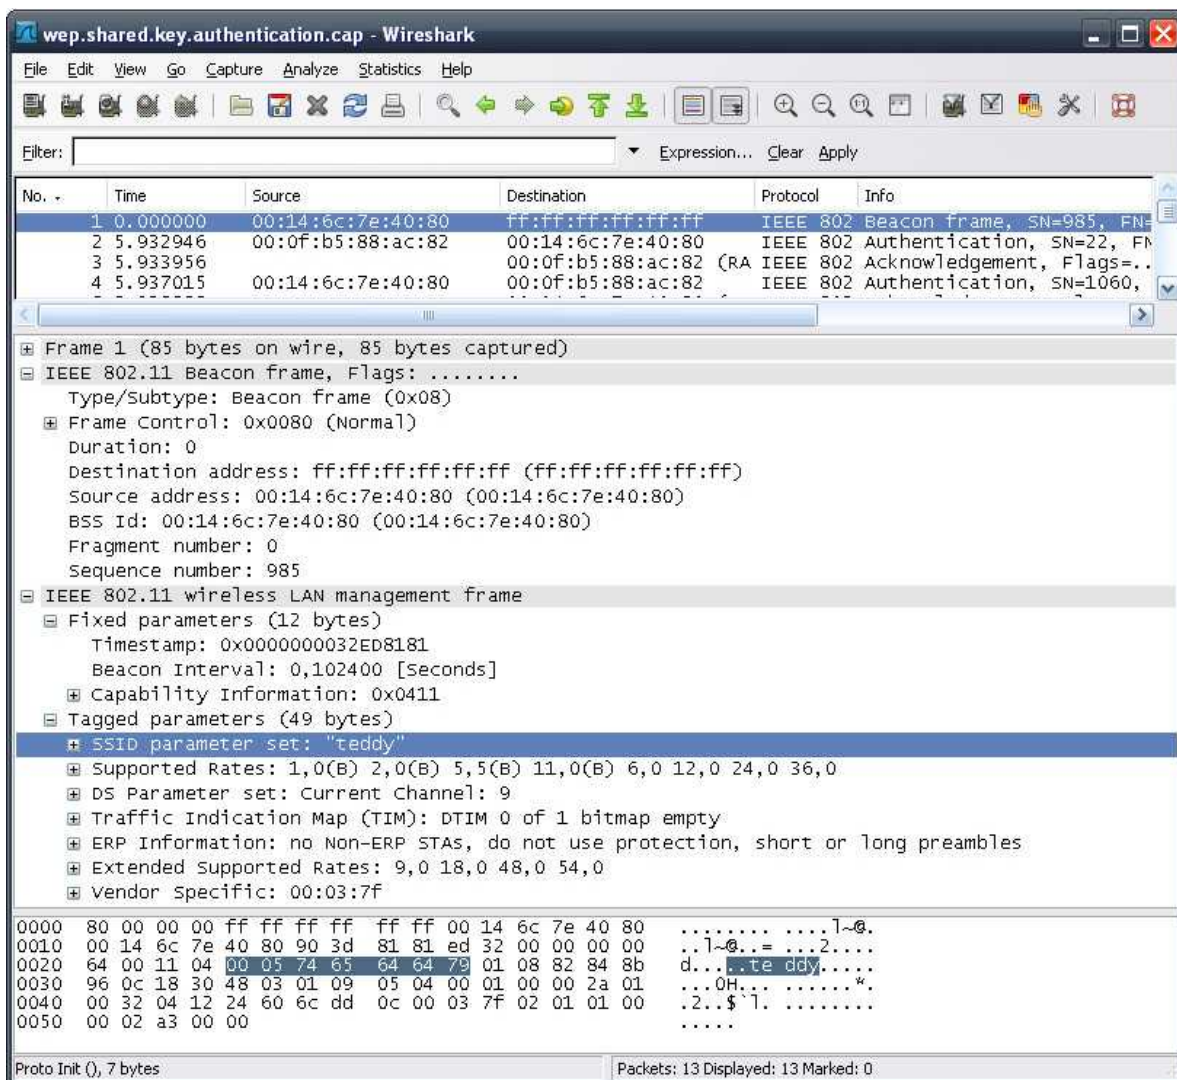 wep.shared.key.authentication.cap - Wireshark
File Edit View Go Capture Analyze Statistics Help
Filter: Expression... Clear Apply
No. Time Source Destination Protocol Info
1 0.000000 00:14:6c:7e:40:80 ff:ff:ff:ff:ff:ff IEEE 802 Beacon frame, SN=985, FN=
2 5.932946 00:0f:b5:88:ac:82 00:14:6c:7e:40:80 IEEE 802 Authentication, SN=22, FN
3 5.933956 00:0f:b5:88:ac:82 (RA IEEE 802 Acknowledgement, Flags=..
4 5.937015 00:14:6c:7e:40:80 00:0f:b5:88:ac:82 IEEE 802 Authentication, SN=1060,
Frame 1 (85 bytes on wire, 85 bytes captured)
IEEE 802.11 Beacon frame, Flags: ........
Type/Subtype: Beacon frame (0x08)
Frame Control: 0x0080 (Normal)
Duration: 0
Destination address: ff:ff:ff:ff:ff:ff (ff:ff:ff:ff:ff:ff)
Source address: 00:14:6c:7e:40:80 (00:14:6c:7e:40:80)
BSS Id: 00:14:6c:7e:40:80 (00:14:6c:7e:40:80)
Fragment number: 0
Sequence number: 985
IEEE 802.11 wireless LAN management frame
Fixed parameters (12 bytes)
Timestamp: 0x0000000032ED8181
Beacon Interval: 0,102400 [Seconds]
Capability Information: 0x0411
Tagged parameters (49 bytes)
SSID parameter set: "teddy"
Supported Rates: 1,0(B) 2,0(B) 5,5(B) 11,0(B) 6,0 12,0 24,0 36,0
DS Parameter set: Current Channel: 9
Traffic Indication Map (TIM): DTIM 0 of 1 bitmap empty
ERP Information: no Non-ERP STAs, do not use protection, short or long preambles
Extended Supported Rates: 9,0 18,0 48,0 54,0
Vendor Specific: 00:03:7f
0000 80 00 00 00 ff ff ff ff ff ff 00 14 6c 7e 40 80 ........ ....l~@.
0010 00 14 6c 7e 40 80 90 3d 81 81 ed 32 00 00 00 00 ..l~@..= ...2....
0020 64 00 11 04 00 05 74 65 64 64 79 01 08 82 84 8b d.....te ddy.....
0030 96 0c 18 30 48 03 01 09 05 04 00 01 00 00 2a 01 ...0H... ......*.
0040 00 32 04 12 24 60 6c dd 0c 00 03 7f 02 01 01 00 .2..$`l. ........
0050 00 02 a3 00 00 .....
Proto Init (), 7 bytes Packets: 13 Displayed: 13 Marked: 0